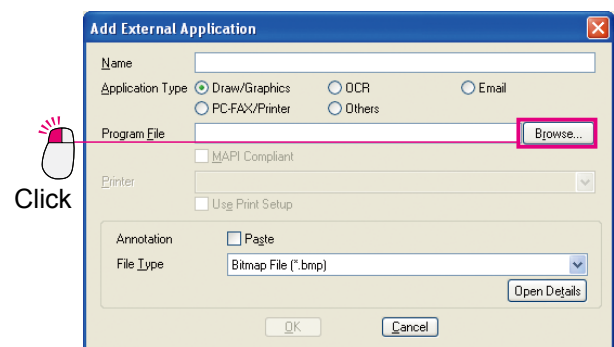 Add External Application
Name
Application Type Draw/Graphics OCR Email
PC-FAX/Printer Others
Program File Browse...
MAPI Compliant
Click
Printer
Use Print Setup
Annotation Paste
File Type Bitmap File (*.bmp)
Open Details
OK Cancel